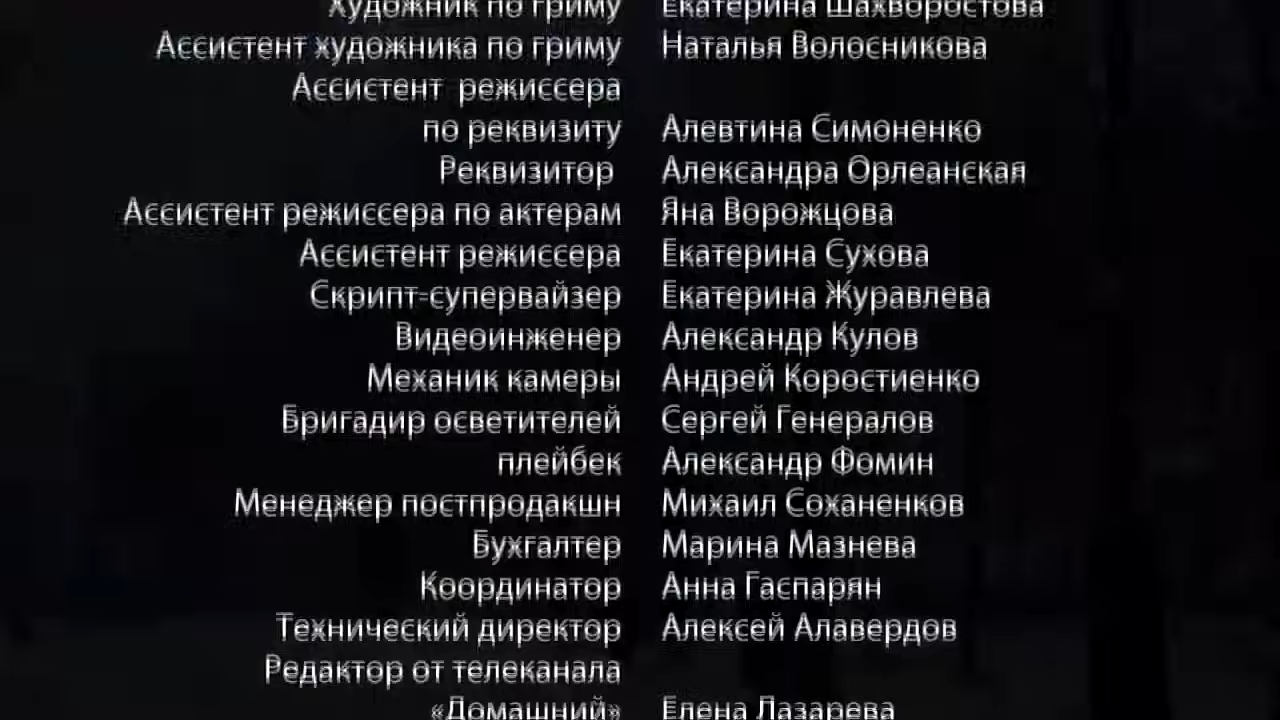 Художник по гриму Екатерина Шахворостова
Ассистент художника по гриму Наталья Волосникова
Ассистент режиссера
по реквизиту Алевтина Симоненко
Реквизитор Александра Орлеанская
Ассистент режиссера по актерам Яна Ворожцова
Ассистент режиссера Екатерина Сухова
Скрипт-супервайзер Екатерина Журавлева
Видеоинженер Александр Кулов
Механик камеры Андрей Коростиенко
Бригадир осветителей Сергей Генералов
плейбек Александр Фомин
Менеджер постпродакшн Михаил Соханенков
Бухгалтер Марина Мазнева
Координатор Анна Гаспарян
Технический директор Алексей Алавердов
Редактор от телеканала
«Домашний» Елена Лазарева